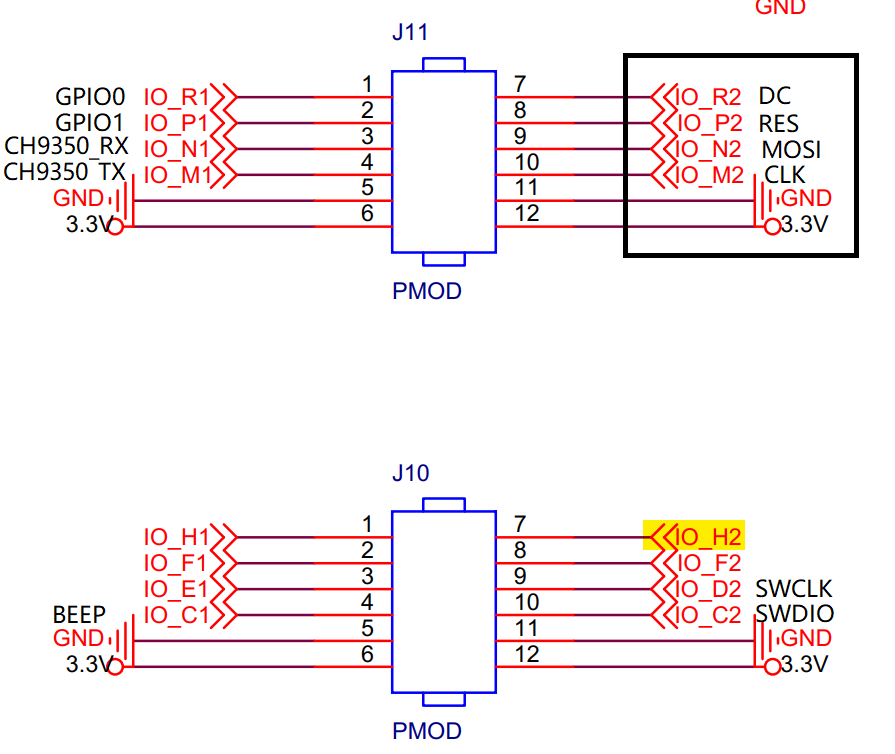 GND
J11
GPIO0 IO_R1 1 7 IO_R2 DC
GPIO1 IO_P1 2 8 IO_P2 RES
CH9350_RX IO_N1 3 9 IO_N2 MOSI
CH9350_TX IO_M1 4 10 IO_M2 CLK
GND 5 11 GND
3.3V 6 12 3.3V
PMOD
J10
IO_H1 1 7 IO_H2
IO_F1 2 8 IO_F2
IO_E1 3 9 IO_D2 SWCLK
BEEP IO_C1 4 10 IO_C2 SWDIO
GND 5 11 GND
3.3V 6 12 3.3V
PMOD